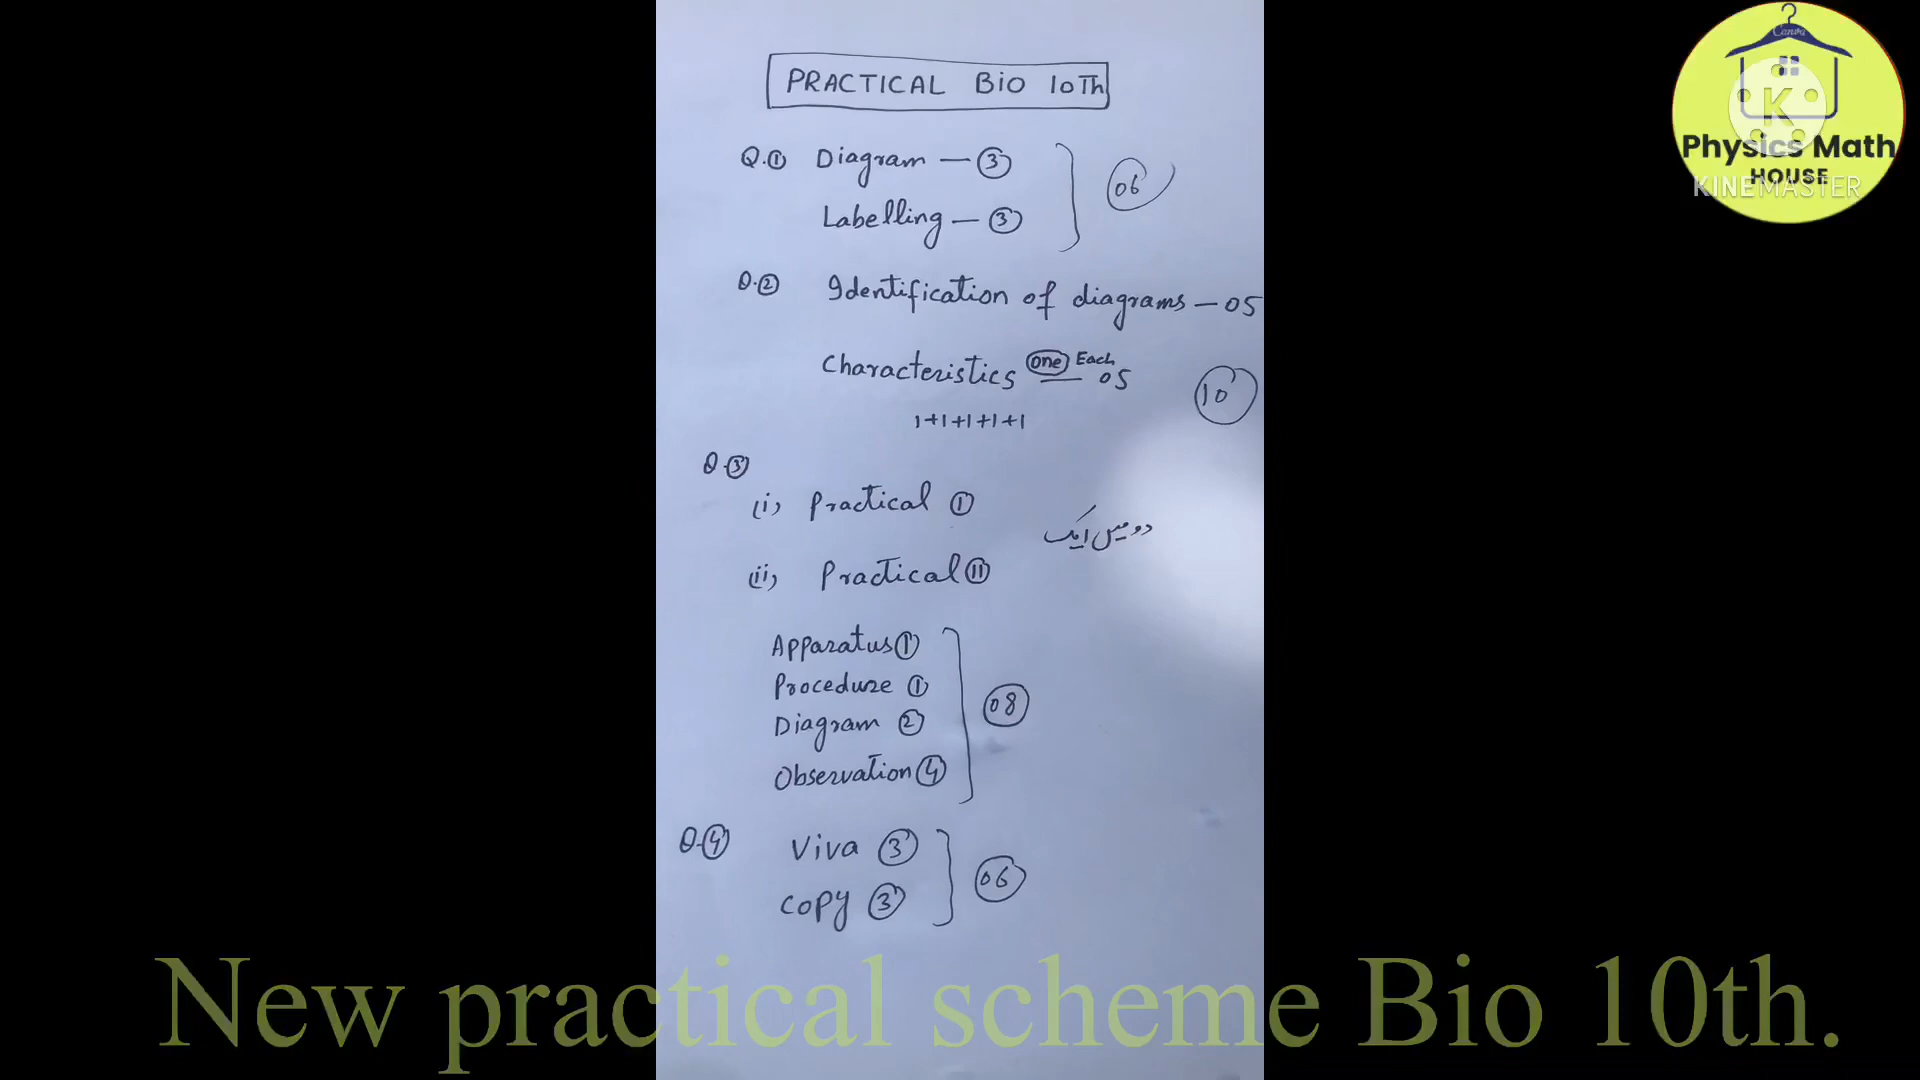 PRACTICAL BiO 10Th
Q.① Diagram — ③
Labelling — ③
06
Q.② Identification of diagrams — 05
Characteristics one Each — 05
1+1+1+1+1
10
Q.③
(i) Practical ①
دو میں ایک
(ii) Practical II
Apparatus ①
Procedure ①
Diagram ②
Observation ④
08
Q.④ Viva ③
copy ③
06
New practical scheme Bio 10th.
Canva
K
Physics Math
HOUSE
KINEMASTER